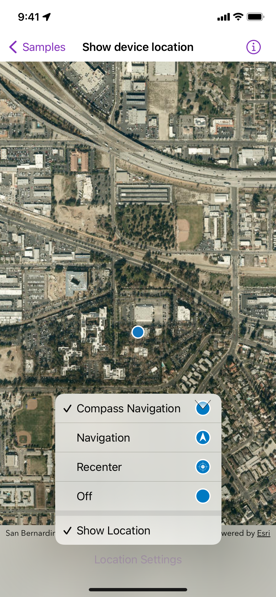 9:41
Samples
Show device location
Compass Navigation
Navigation
Recenter
Off
Show Location
San Bernardin
wered by Esri
Location Settings